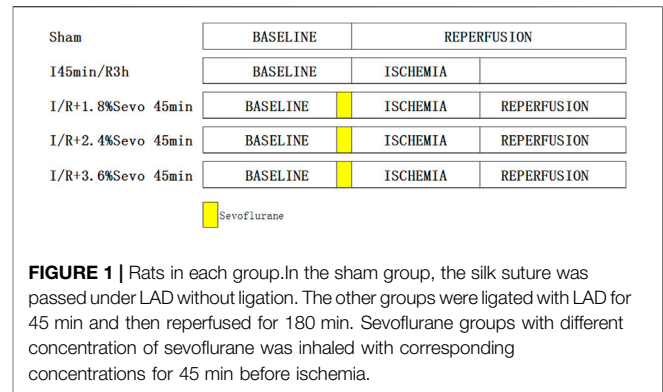 Sham BASELINE REPERFUSION
I45min/R3h BASELINE ISCHEMIA
I/R+1.8%Sevo 45min BASELINE ISCHEMIA REPERFUSION
I/R+2.4%Sevo 45min BASELINE ISCHEMIA REPERFUSION
I/R+3.6%Sevo 45min BASELINE ISCHEMIA REPERFUSION
Sevoflurane
FIGURE 1 | Rats in each group.In the sham group, the silk suture was
passed under LAD without ligation. The other groups were ligated with LAD for
45 min and then reperfused for 180 min. Sevoflurane groups with different
concentration of sevoflurane was inhaled with corresponding
concentrations for 45 min before ischemia.